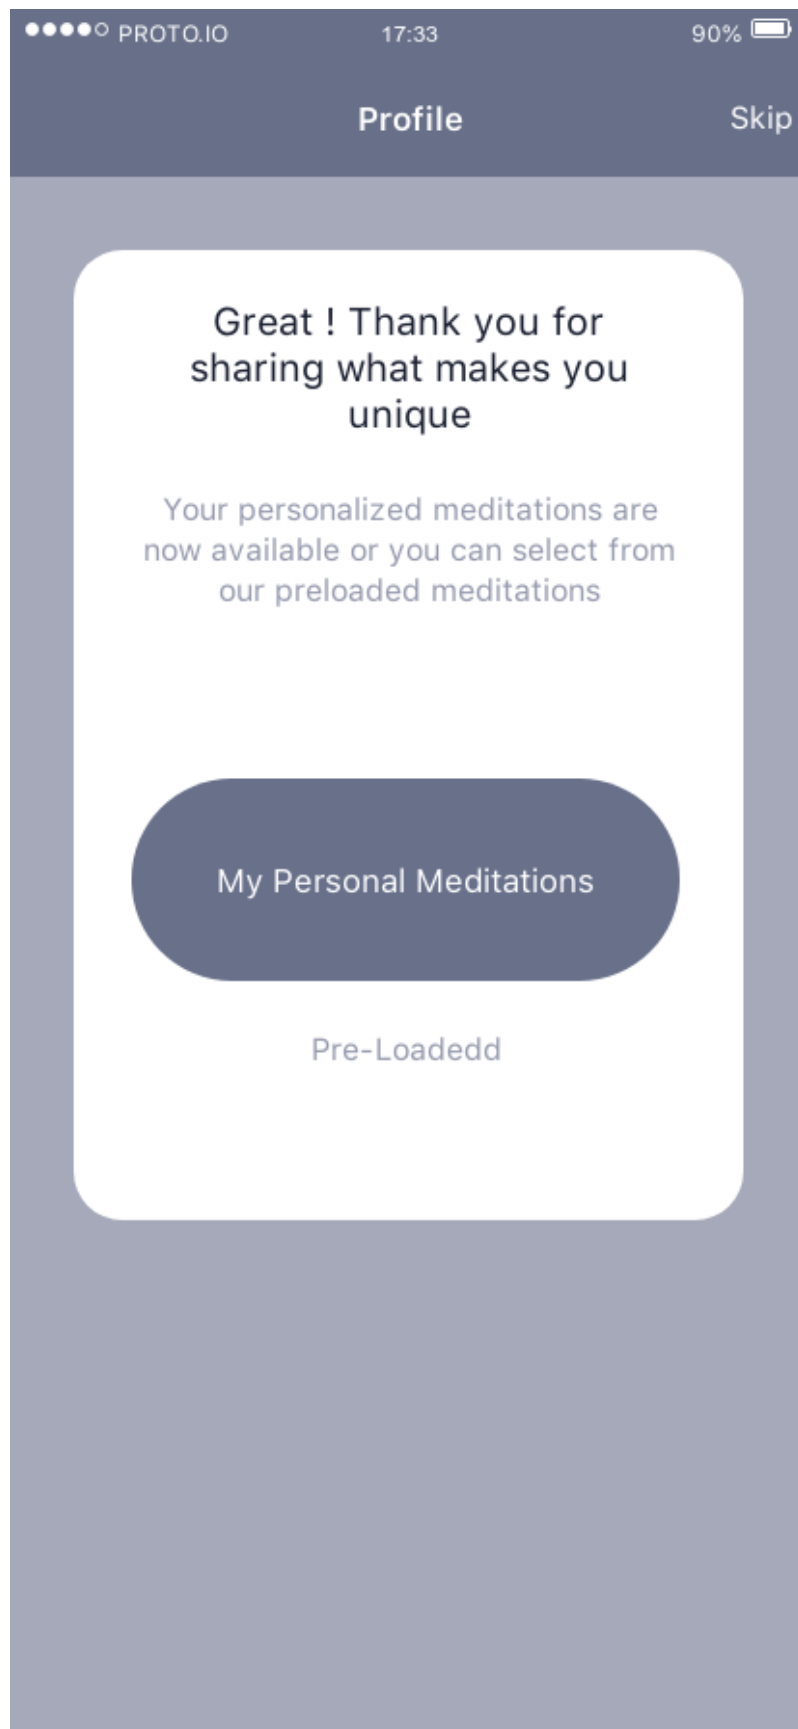 PROTO.IO 17:33 90%
Profile Skip
Great ! Thank you for
sharing what makes you
unique
Your personalized meditations are
now available or you can select from
our preloaded meditations
My Personal Meditations
Pre-Loadedd